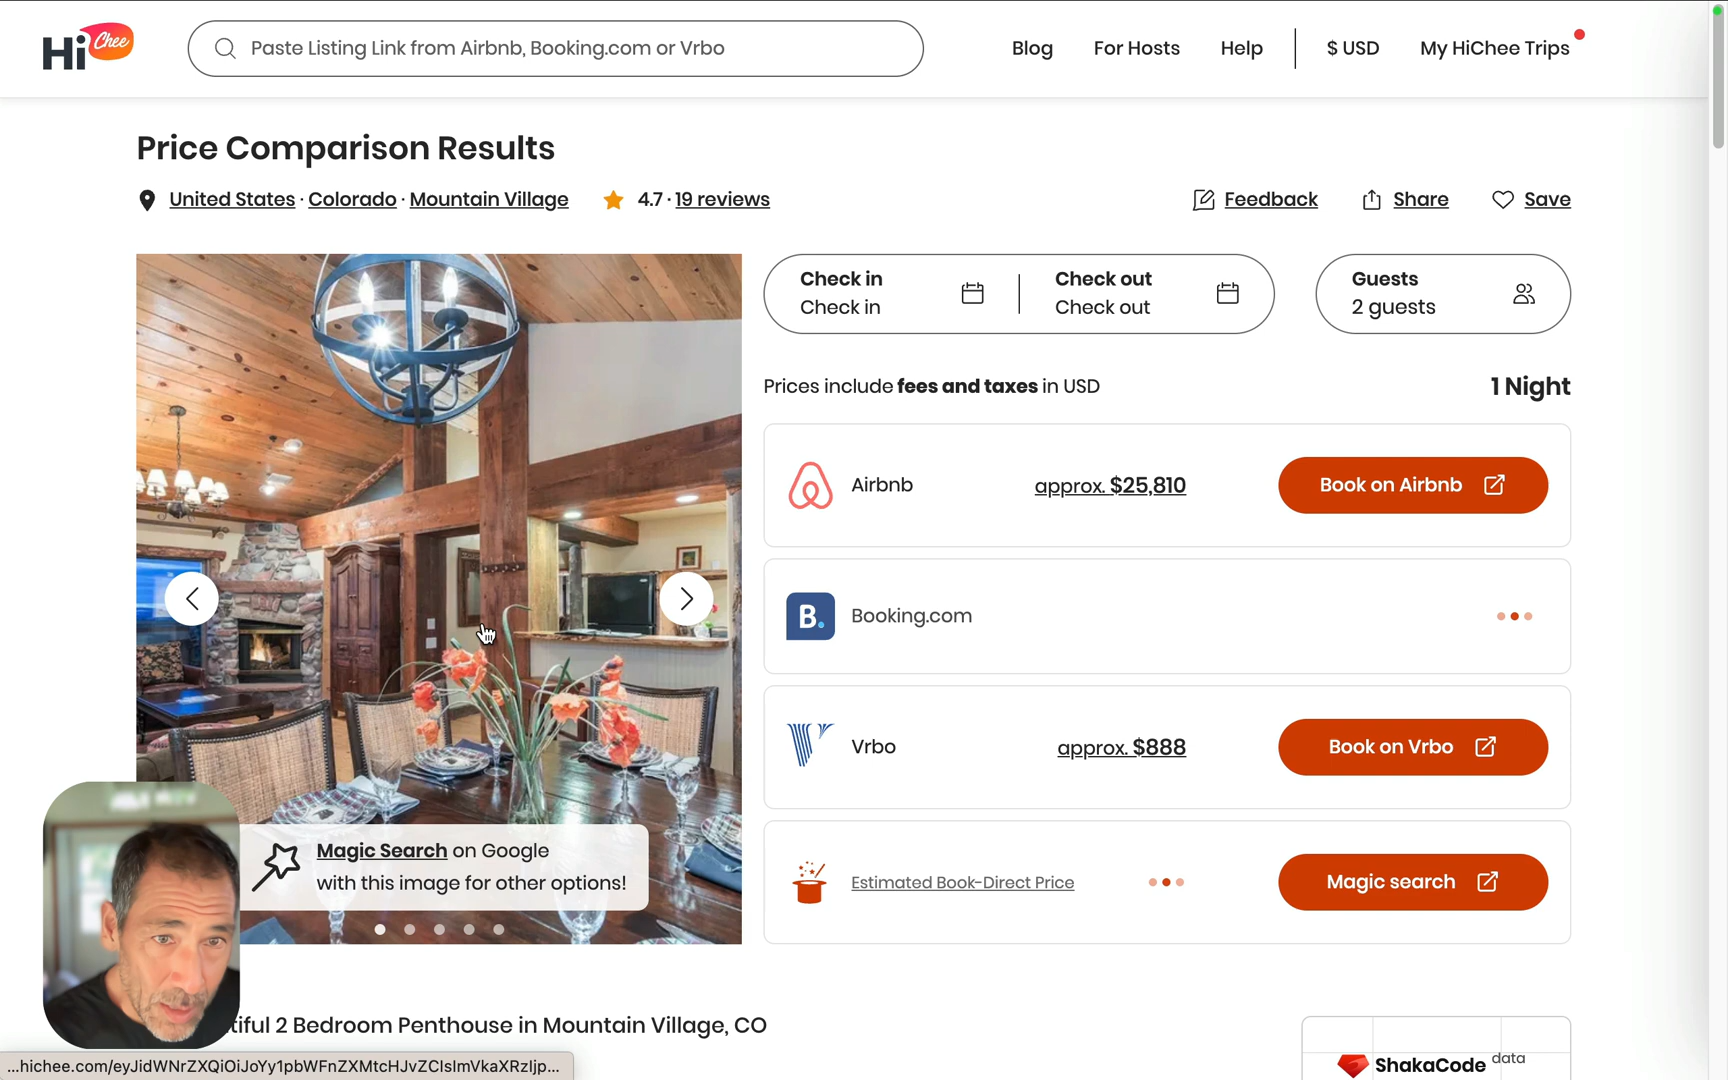 Hi Chee
Paste Listing Link from Airbnb, Booking.com or Vrbo
Blog
For Hosts
Help
$ USD
My HiChee Trips
Price Comparison Results
United States · Colorado · Mountain Village
4.7 · 19 reviews
Feedback
Share
Save
Check in
Check in
Check out
Check out
Guests
2 guests
Prices include fees and taxes in USD
1 Night
Airbnb
approx. $25,810
Book on Airbnb
B.
Booking.com
Vrbo
approx. $888
Book on Vrbo
Magic Search on Google
with this image for other options!
Estimated Book-Direct Price
Magic search
tiful 2 Bedroom Penthouse in Mountain Village, CO
ShakaCode data